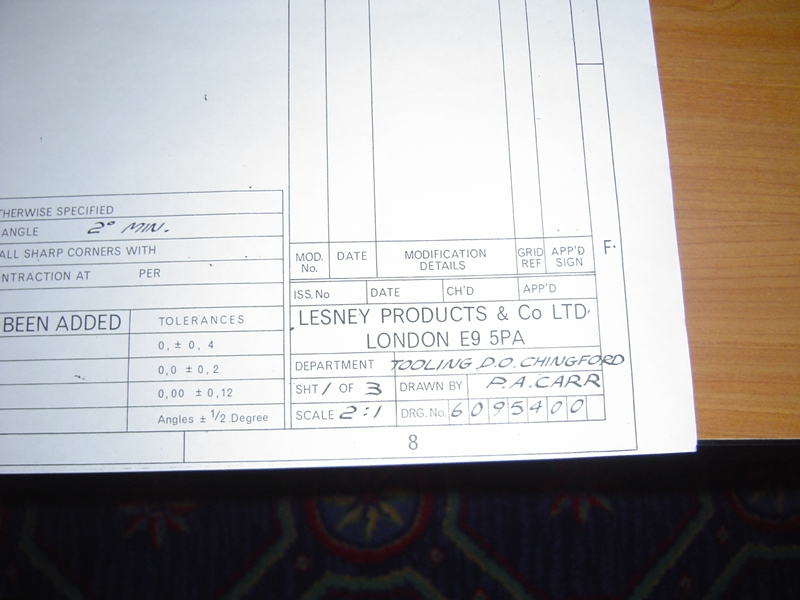 THERWISE SPECIFIED
ANGLE 2° MIN.
ALL SHARP CORNERS WITH
NTRACTION AT PER
BEEN ADDED
TOLERANCES
0, ± 0, 4
0,0 ± 0, 2
0,00 ± 0,12
Angles ± 1/2 Degree
MOD. No. DATE MODIFICATION DETAILS GRID REF APP'D SIGN
F
ISS. No DATE CH'D APP'D
LESNEY PRODUCTS & Co LTD
LONDON E9 5PA
DEPARTMENT TOOLING D.O. CHINGFORD
SHT 1 OF 3 DRAWN BY P.A. CARR
SCALE 2:1 DRG. No. 6095400
8